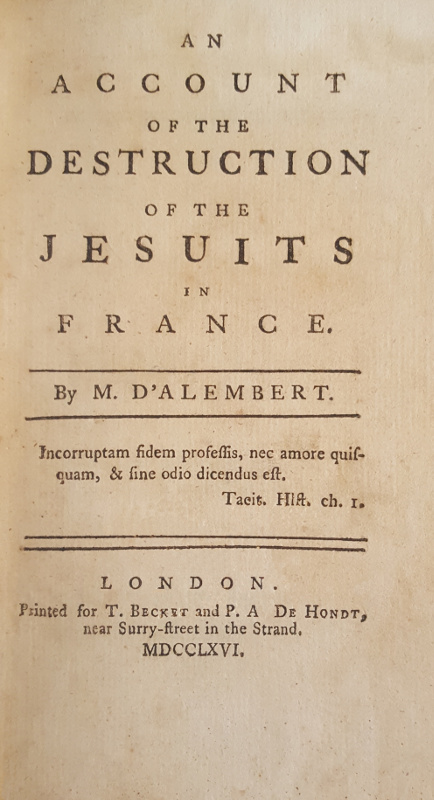 AN
ACCOUNT
OF THE
DESTRUCTION
OF THE
JESUITS
IN
FRANCE.
By M. D'ALEMBERT.
Incorruptam fidem profeſſis, nec amore quiſ-
quam, & ſine odio dicendus eſt.
Tacit. Hiſt. ch. 1.
LONDON.
Printed for T. BECKET and P. A DE HONDT,
near Surry-ſtreet in the Strand.
MDCCLXVI.